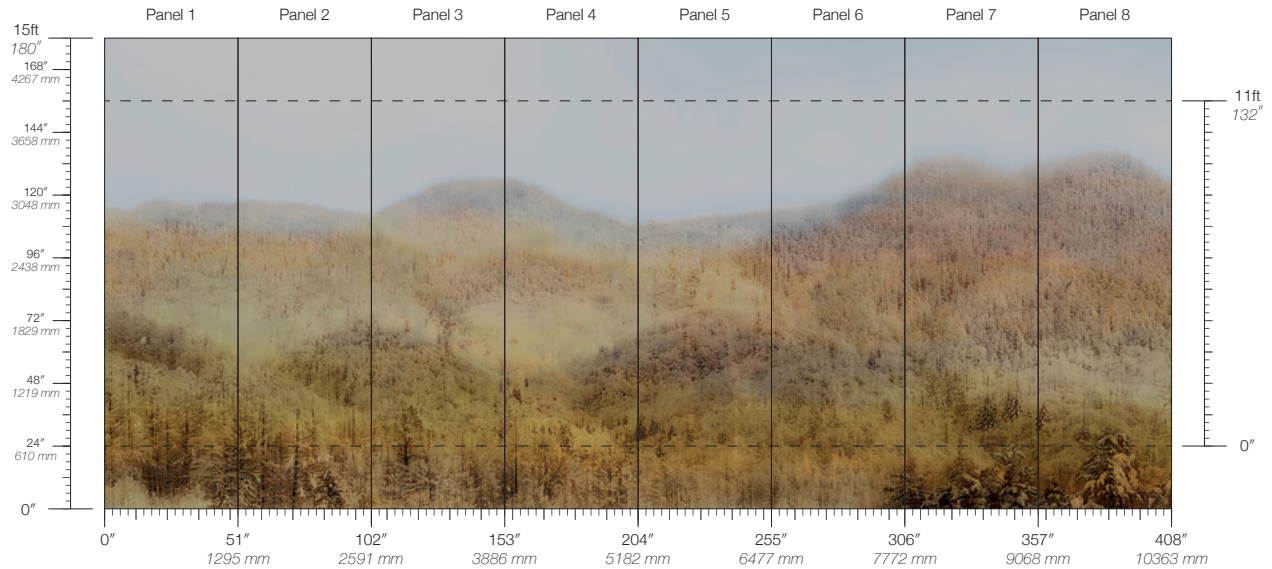 Panel 1 Panel 2 Panel 3 Panel 4 Panel 5 Panel 6 Panel 7 Panel 8
15ft
180″
168″
4267 mm
144″
3658 mm
120″
3048 mm
96″
2438 mm
72″
1829 mm
48″
1219 mm
24″
610 mm
0″
11ft
132″
0″
0″ 51″ 102″ 153″ 204″ 255″ 306″ 357″ 408″
1295 mm 2591 mm 3886 mm 5182 mm 6477 mm 7772 mm 9068 mm 10363 mm